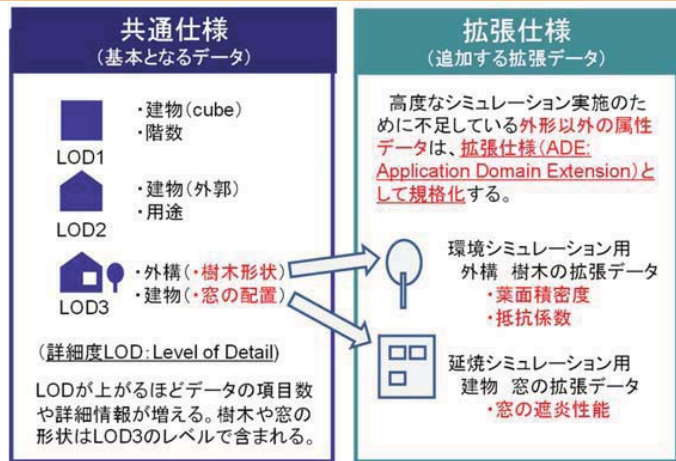 共通仕様
（基本となるデータ）
・建物（cube）
・階数
LOD1
・建物（外郭）
・用途
LOD2
・外構（・樹木形状）
・建物（・窓の配置）
LOD3
（詳細度LOD：Level of Detail）
LODが上がるほどデータの項目数
や詳細情報が増える。樹木や窓の
形状はLOD3のレベルで含まれる。
拡張仕様
（追加する拡張データ）
高度なシミュレーション実施のた
めに不足している外形以外の属性
データは、拡張仕様（ADE：
Application Domain Extension）と
して規格化する。
環境シミュレーション用
外構　樹木の拡張データ
・葉面積密度
・抵抗係数
延焼シミュレーション用
建物　窓の拡張データ
・窓の遮炎性能